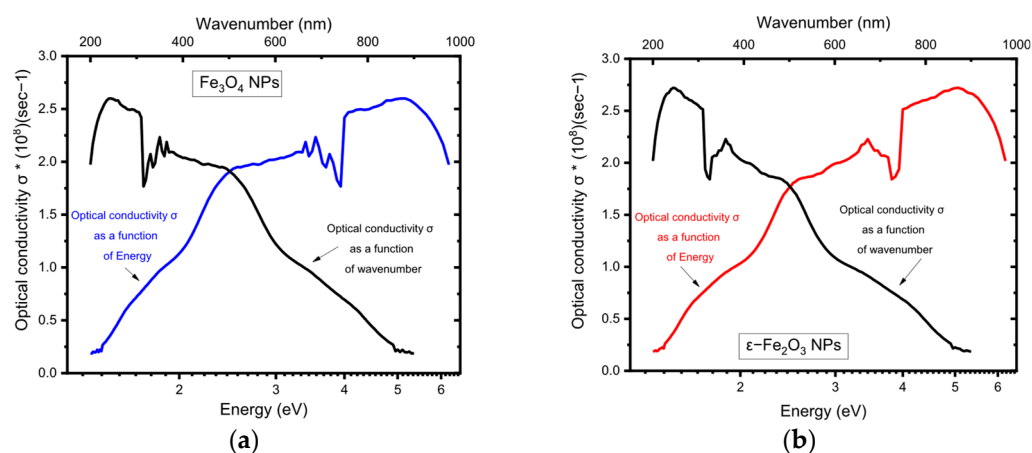 Wavenumber (nm)
200 400 600 800 1000
3.0
2.5
2.0
1.5
1.0
0.5
0.0
Optical conductivity σ * (10⁸)(sec−1)
Fe₃O₄ NPs
Optical conductivity σ
as a function
of Energy
Optical conductivity σ
as a function
of wavenumber
2 3 4 5 6
Energy (eV)
(a)
Wavenumber (nm)
200 400 600 800 1000
3.0
2.5
2.0
1.5
1.0
0.5
0.0
Optical conductivity σ * (10⁸)(sec−1)
Optical conductivity σ
as a function
of Energy
Optical conductivity σ
as a function
of wavenumber
ε−Fe₂O₃ NPs
2 3 4 5 6
Energy (eV)
(b)